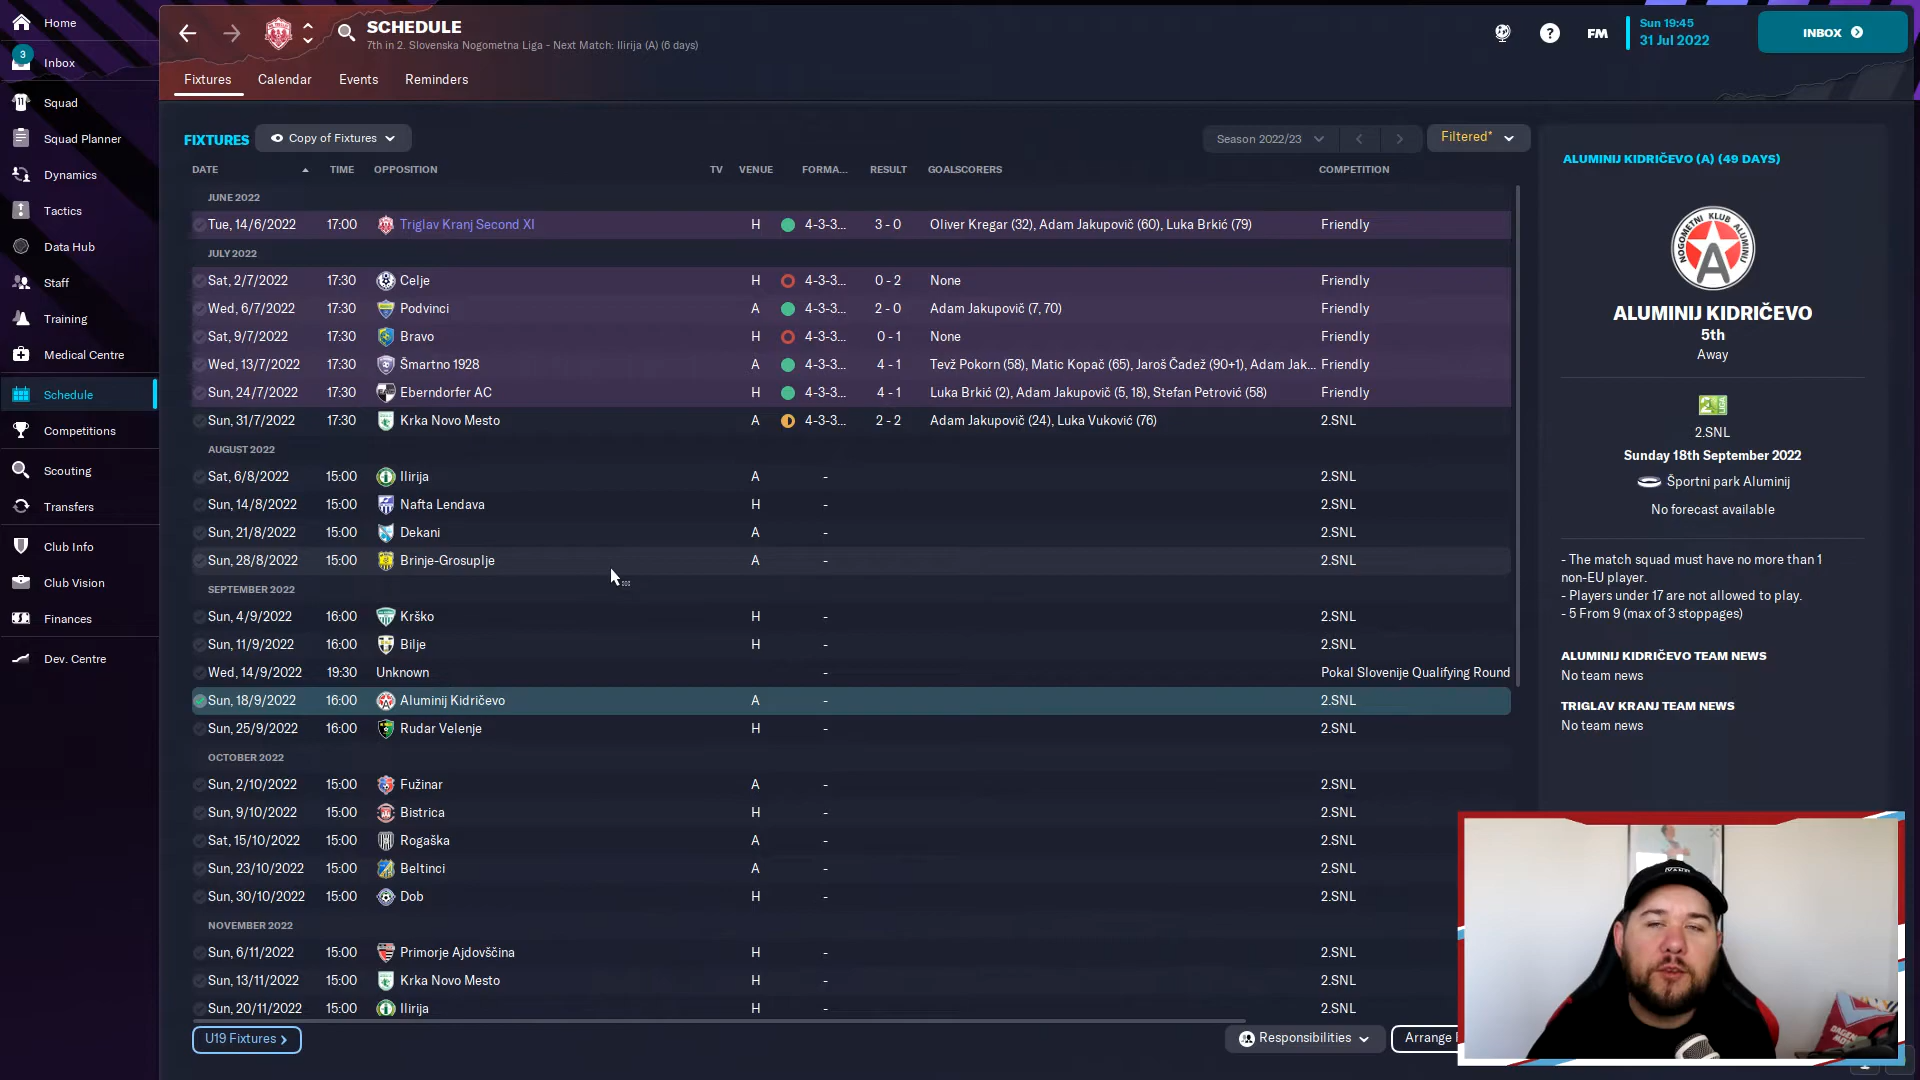 Home
SCHEDULE
7th in 2. Slovenska Nogometna Liga - Next Match: Ilirija (A) (6 days)
FM
Sun 19:45
31 Jul 2022
INBOX
3
Inbox
Squad
Squad Planner
Dynamics
Tactics
Data Hub
Staff
Training
Medical Centre
Schedule
Competitions
Scouting
Transfers
Club Info
Club Vision
Finances
Dev. Centre
Fixtures Calendar Events Reminders
FIXTURES Copy of Fixtures Season 2022/23 Filtered*
DATE TIME OPPOSITION TV VENUE FORMA... RESULT GOALSCORERS COMPETITION
JUNE 2022
Tue, 14/6/2022 17:00 Triglav Kranj Second XI H 4-3-3... 3 - 0 Oliver Kregar (32), Adam Jakupovič (60), Luka Brkić (79) Friendly
JULY 2022
Sat, 2/7/2022 17:30 Celje H 4-3-3... 0 - 2 None Friendly
Wed, 6/7/2022 17:30 Podvinci A 4-3-3... 2 - 0 Adam Jakupovič (7, 70) Friendly
Sat, 9/7/2022 17:30 Bravo H 4-3-3... 0 - 1 None Friendly
Wed, 13/7/2022 17:30 Šmartno 1928 A 4-3-3... 4 - 1 Tevž Pokorn (58), Matic Kopač (65), Jaroš Čadež (90+1), Adam Jak... Friendly
Sun, 24/7/2022 17:30 Eberndorfer AC H 4-3-3... 4 - 1 Luka Brkić (2), Adam Jakupovič (5, 18), Stefan Petrović (58) Friendly
Sun, 31/7/2022 17:30 Krka Novo Mesto A 4-3-3... 2 - 2 Adam Jakupovič (24), Luka Vuković (76) 2.SNL
AUGUST 2022
Sat, 6/8/2022 15:00 Ilirija A - 2.SNL
Sun, 14/8/2022 15:00 Nafta Lendava H - 2.SNL
Sun, 21/8/2022 15:00 Dekani A - 2.SNL
Sun, 28/8/2022 15:00 Brinje-Grosuplje A - 2.SNL
SEPTEMBER 2022
Sun, 4/9/2022 16:00 Krško H - 2.SNL
Sun, 11/9/2022 16:00 Bilje H - 2.SNL
Wed, 14/9/2022 19:30 Unknown - Pokal Slovenije Qualifying Round
Sun, 18/9/2022 16:00 Aluminij Kidričevo A - 2.SNL
Sun, 25/9/2022 16:00 Rudar Velenje H - 2.SNL
OCTOBER 2022
Sun, 2/10/2022 15:00 Fužinar A - 2.SNL
Sun, 9/10/2022 15:00 Bistrica H - 2.SNL
Sat, 15/10/2022 15:00 Rogaška A - 2.SNL
Sun, 23/10/2022 15:00 Beltinci A - 2.SNL
Sun, 30/10/2022 15:00 Dob H - 2.SNL
NOVEMBER 2022
Sun, 6/11/2022 15:00 Primorje Ajdovščina H - 2.SNL
Sun, 13/11/2022 15:00 Krka Novo Mesto H - 2.SNL
Sun, 20/11/2022 15:00 Ilirija H - 2.SNL
U19 Fixtures
Responsibilities
Arrange
ALUMINIJ KIDRIČEVO (A) (49 DAYS)
NOGOMETNI KLUB ALUMINIJ
A
ALUMINIJ KIDRIČEVO
5th
Away
2.SNL
Sunday 18th September 2022
Športni park Aluminij
No forecast available
- The match squad must have no more than 1
non-EU player.
- Players under 17 are not allowed to play.
- 5 From 9 (max of 3 stoppages)
ALUMINIJ KIDRIČEVO TEAM NEWS
No team news
TRIGLAV KRANJ TEAM NEWS
No team news